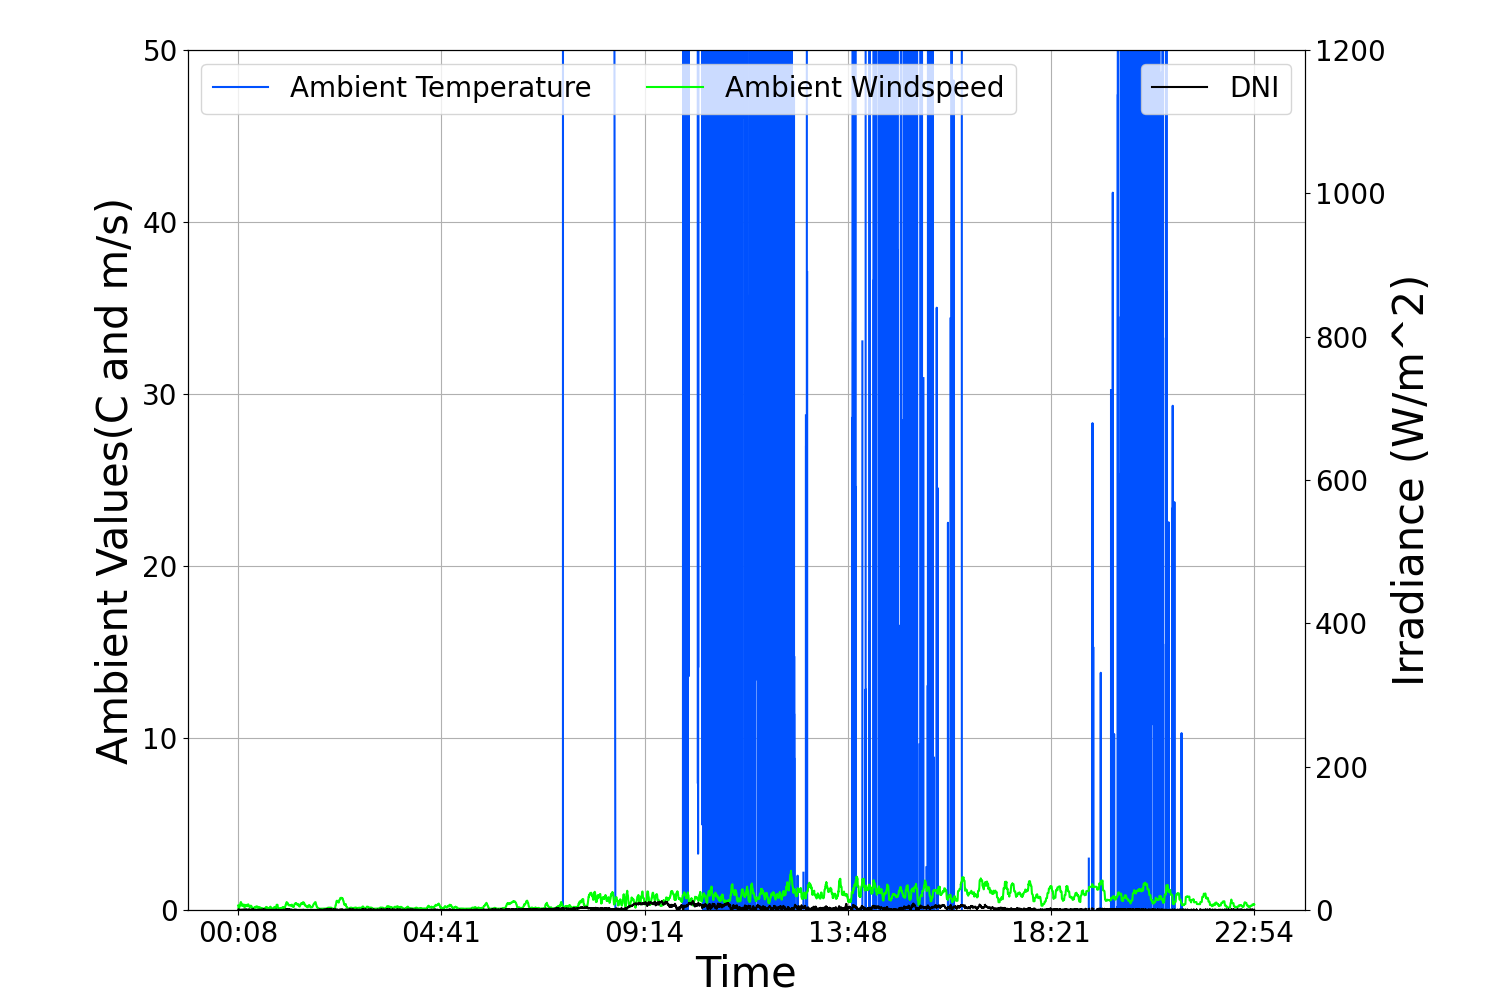 Ambient Temperature
Ambient Windspeed
DNI
Ambient Values(C and m/s)
50
40
30
20
10
0
1200
1000
800
600
400
200
0
Irradiance (W/m^2)
00:08 04:41 09:14 13:48 18:21 22:54
Time